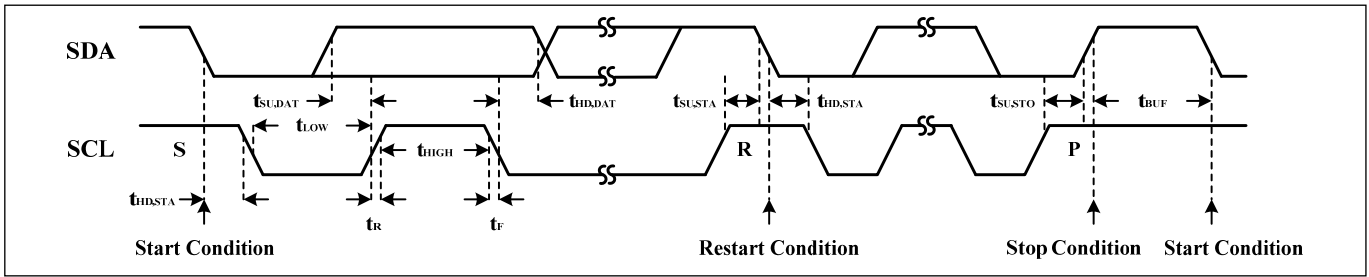 SDA
tSU,DAT tHD,DAT tSU,STA tHD,STA tSU,STO tBUF
tLOW
SCL S tHIGH R P
tHD,STA
tR tF
Start Condition Restart Condition Stop Condition Start Condition